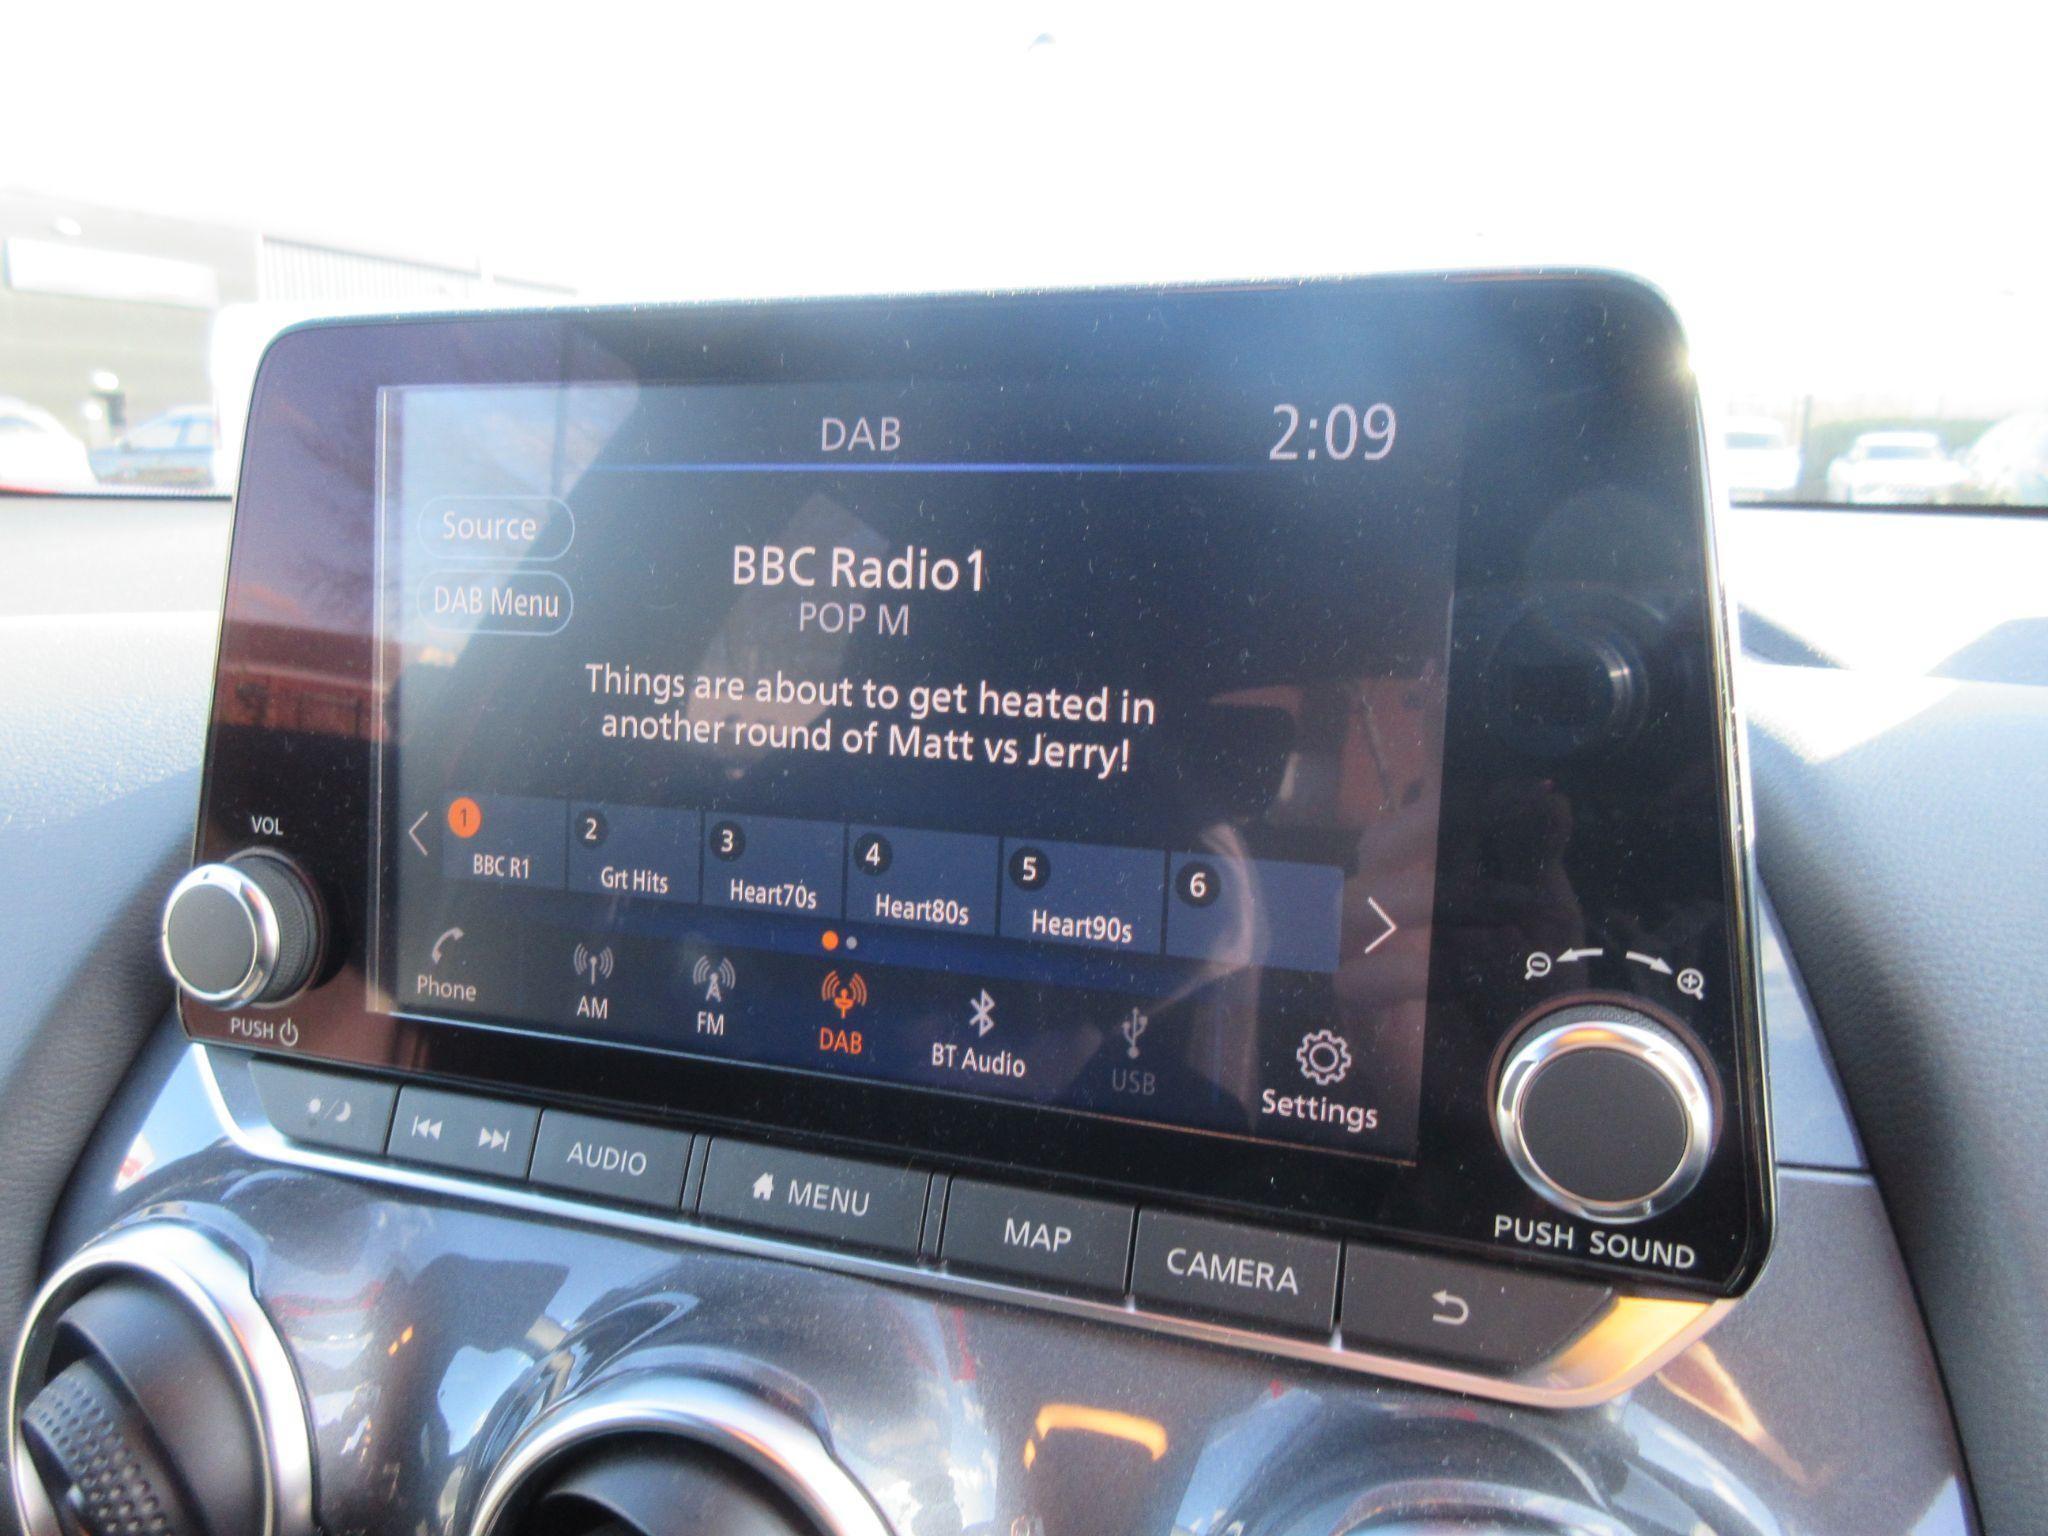 DAB
2:09
Source
DAB Menu
BBC Radio1
POP M
Things are about to get heated in
another round of Matt vs Jerry!
1
BBC R1
2
Grt Hits
3
Heart70s
4
Heart80s
5
Heart90s
6
Phone
AM
FM
DAB
BT Audio
USB
Settings
VOL
PUSH
AUDIO
MENU
MAP
CAMERA
PUSH SOUND